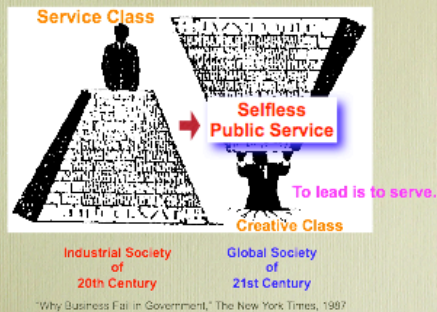 Service Class
Selfless
Public Service
To lead is to serve.
Creative Class
Industrial Society
of
20th Century
Global Society
of
21st Century
"Why Business Fail in Government," The New York Times, 1987